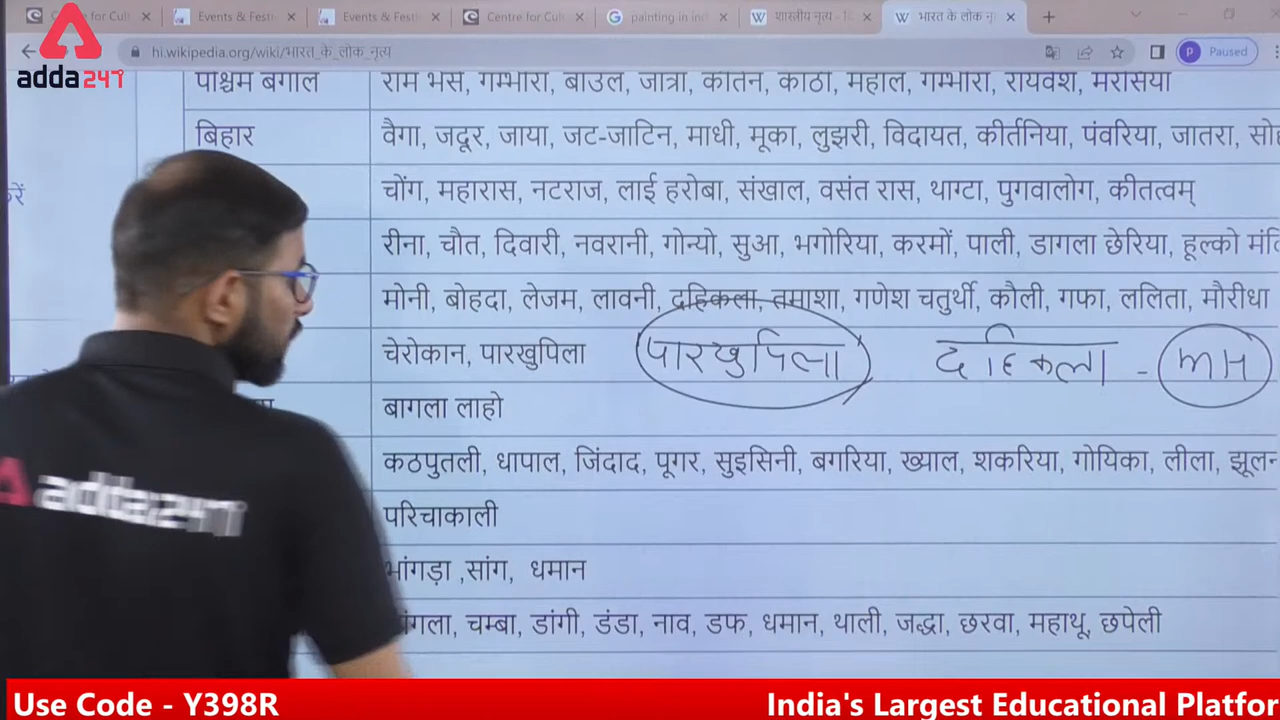 Events & Festi
Events & Festi
Centre for Cult
painting in ind
शास्त्रीय नृत्य
भारत के लोक नृ
hi.wikipedia.org/wiki/भारत_के_लोक_नृत्य
P Paused
adda247
पश्चिम बंगाल राम भेसे, गम्भीरा, बाउल, जात्रा, कीर्तन, काठी, महाल, गम्भीरा, रायवेश, मरसिया
बिहार वैगा, जदूर, जाया, जट-जाटिन, माधी, मूका, लुझरी, विदायत, कीर्तनिया, पंवरिया, जातरा, सोह
रें
चोंग, महारास, नटराज, लाई हरोबा, संखाल, वसंत रास, थाग्टा, पुगवालोग, कीतत्वम्
रीना, चौत, दिवारी, नवरानी, गोन्यो, सुआ, भगोरिया, करमों, पाली, डागला छेरिया, हूल्को मंदि
मोनी, बोहदा, लेजम, लावनी, दहिकला, तमाशा, गणेश चतुर्थी, कौली, गफा, ललिता, मौरीधा
चेरोकान, पारखुपिला पारखुपिला दहिकला - MH
बागला लाहो
कठपुतली, धापाल, जिंदाद, पूगर, सुइसिनी, बगरिया, ख्याल, शकरिया, गोयिका, लीला, झूलन
adda247
परिचाकाली
भांगड़ा ,सांग, धमान
गला, चम्बा, डांगी, डंडा, नाव, डफ, धमान, थाली, जद्धा, छरवा, महाथू, छपेली
Use Code - Y398R India's Largest Educational Platfor